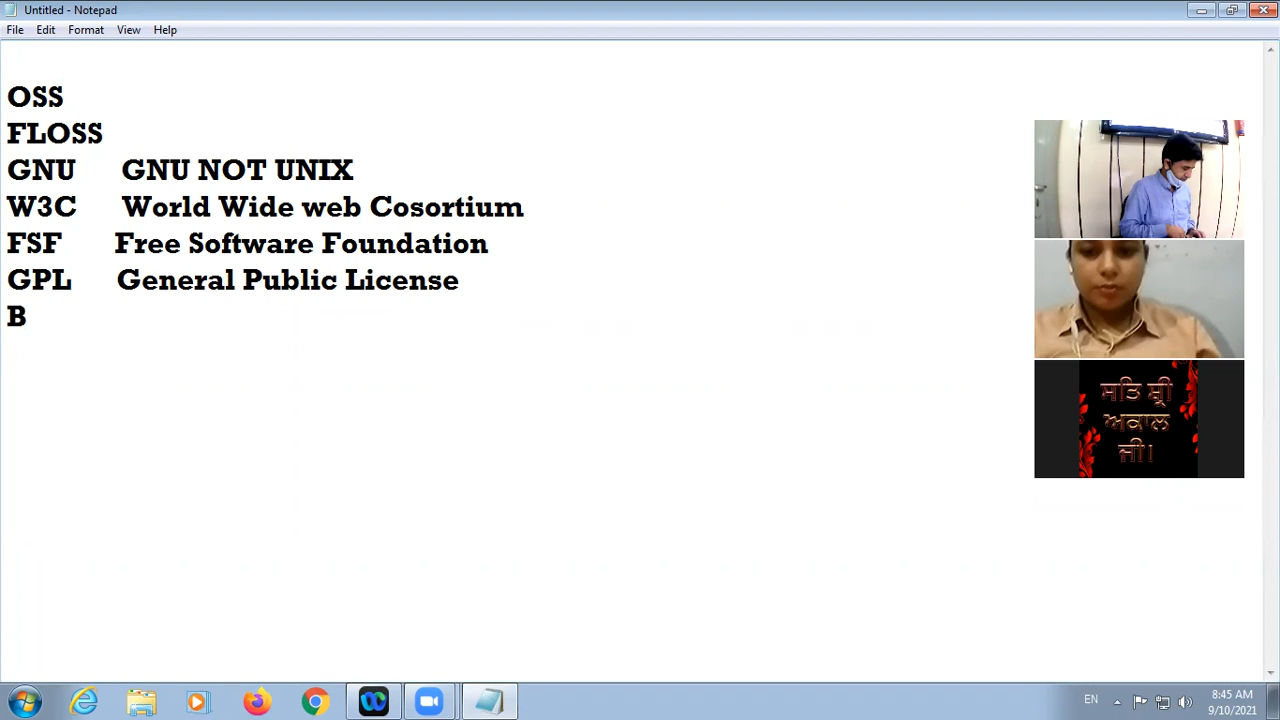 Untitled - Notepad
File Edit Format View Help
OSS
FLOSS
GNU GNU NOT UNIX
W3C World Wide web Cosortium
FSF Free Software Foundation
GPL General Public License
B
ਸਤਿ ਸ਼੍ਰੀ
ਅਕਾਲ
ਜੀ।
EN
8:45 AM
9/10/2021